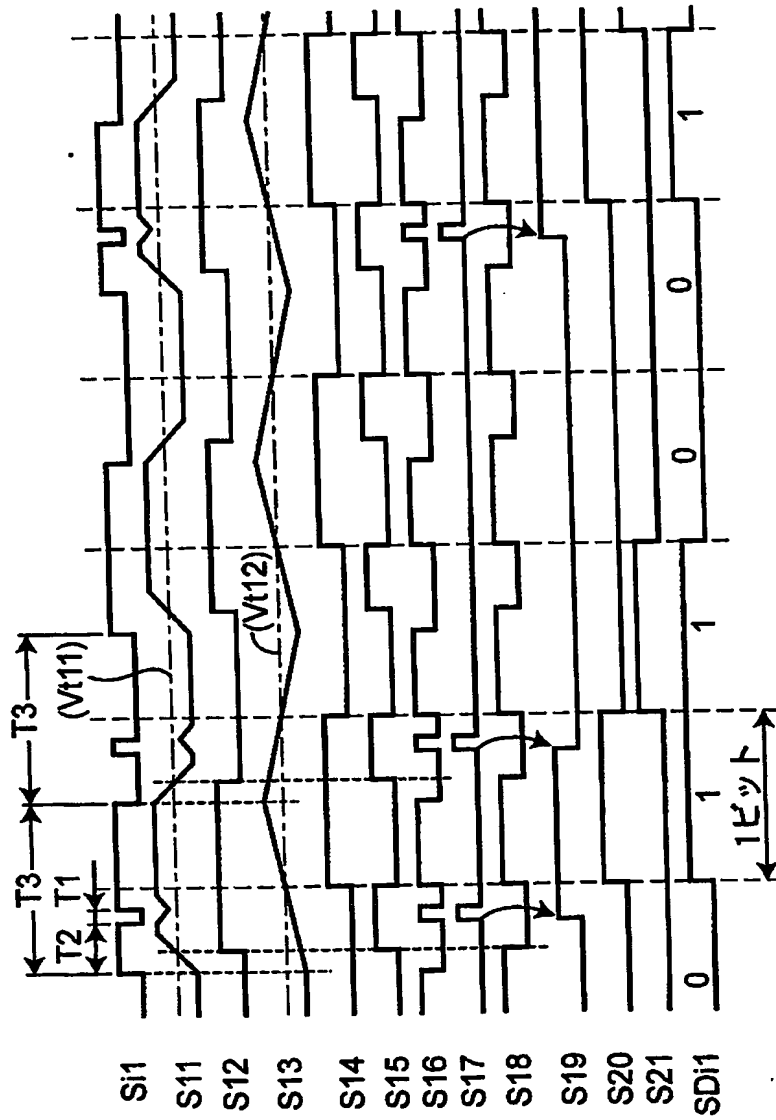 T3
T3
T2
T1
(Vt11)
(Vt12)
Si1
S11
S12
S13
S14
S15
S16
S17
S18
S19
S20
S21
SDi1
0
1
1
0
0
1
1ビット